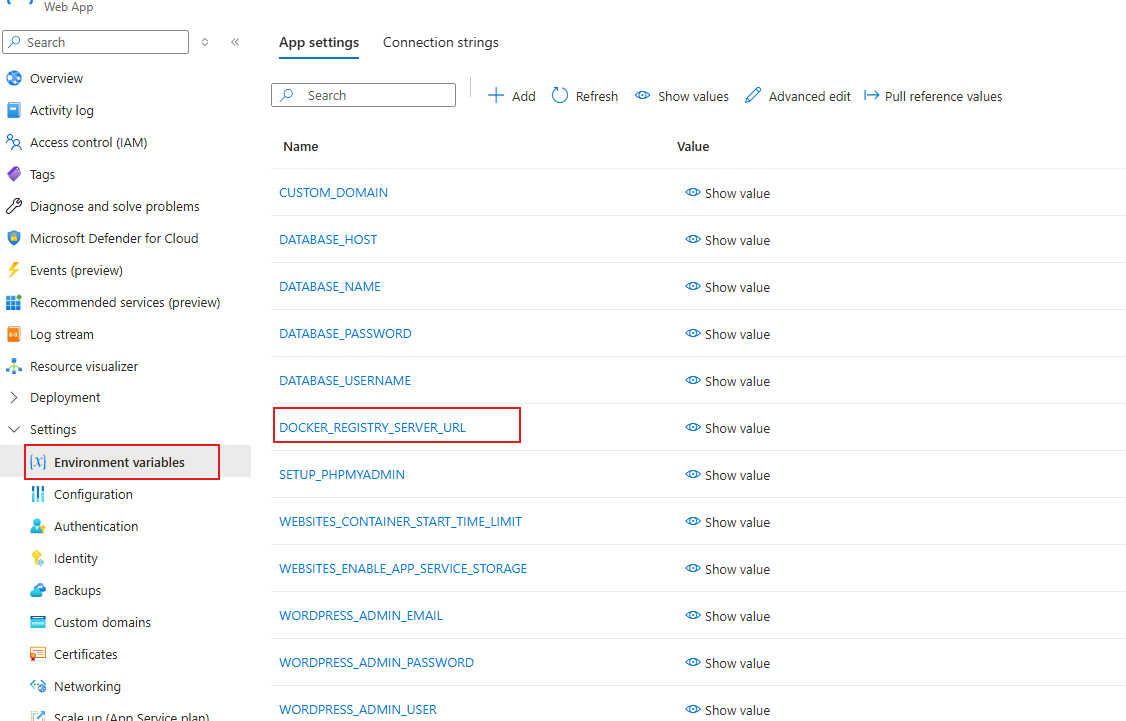 Web App
Search
Overview
Activity log
Access control (IAM)
Tags
Diagnose and solve problems
Microsoft Defender for Cloud
Events (preview)
Recommended services (preview)
Log stream
Resource visualizer
Deployment
Settings
Environment variables
Configuration
Authentication
Identity
Backups
Custom domains
Certificates
Networking
Scale up (App Service plan)
App settings Connection strings
Search Add Refresh Show values Advanced edit Pull reference values
Name Value
CUSTOM_DOMAIN Show value
DATABASE_HOST Show value
DATABASE_NAME Show value
DATABASE_PASSWORD Show value
DATABASE_USERNAME Show value
DOCKER_REGISTRY_SERVER_URL Show value
SETUP_PHPMYADMIN Show value
WEBSITES_CONTAINER_START_TIME_LIMIT Show value
WEBSITES_ENABLE_APP_SERVICE_STORAGE Show value
WORDPRESS_ADMIN_EMAIL Show value
WORDPRESS_ADMIN_PASSWORD Show value
WORDPRESS_ADMIN_USER Show value